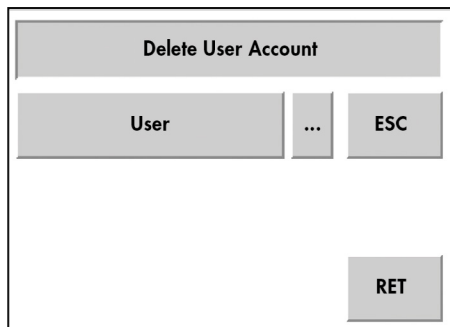 Delete User Account
User ... ESC
RET